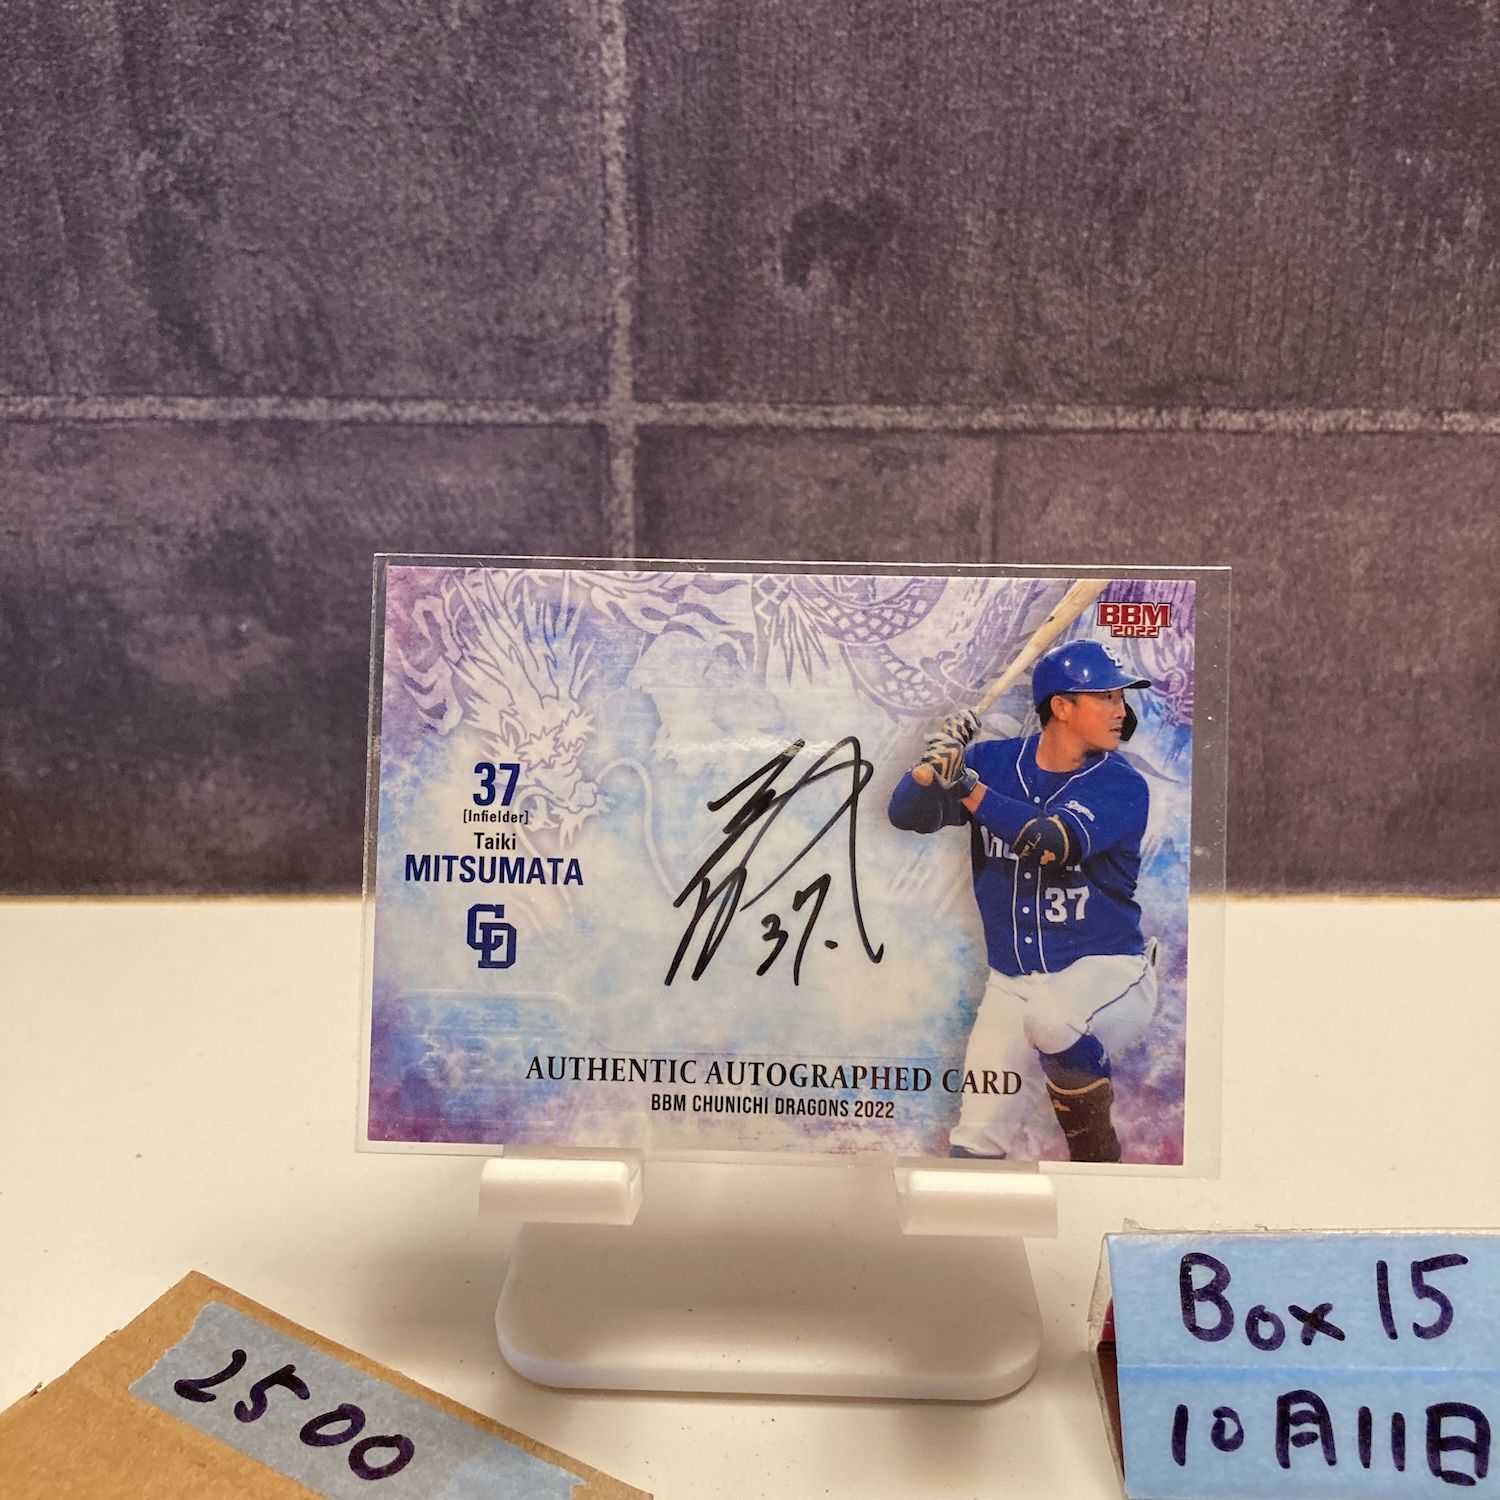 BBM
2022
37
[Infielder]
Taiki
MITSUMATA
CD
37.
37
AUTHENTIC AUTOGRAPHED CARD
BBM CHUNICHI DRAGONS 2022
2500
Box 15
10月11日